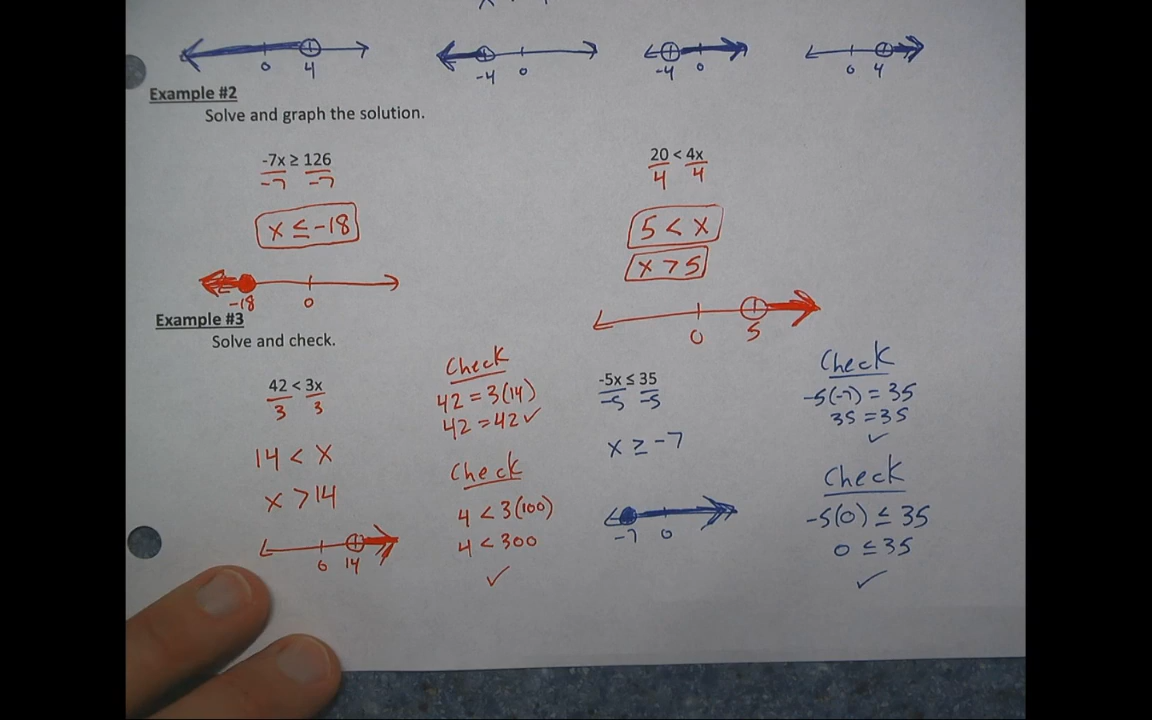 0 4
-4 0
-4 0
0 4
Example #2
Solve and graph the solution.
-7x ≥ 126
-7 -7
x ≤ -18
-18 0
20 < 4x
4 4
5 < x
x > 5
0 5
Example #3
Solve and check.
42 < 3x
3 3
14 < x
x > 14
0 14
Check
42 = 3(14)
42 = 42 ✓
Check
4 < 3(100)
4 < 300
✓
-5x ≤ 35
-5 -5
x ≥ -7
-7 0
Check
-5(-7) = 35
35 = 35
✓
Check
-5(0) ≤ 35
0 ≤ 35
✓